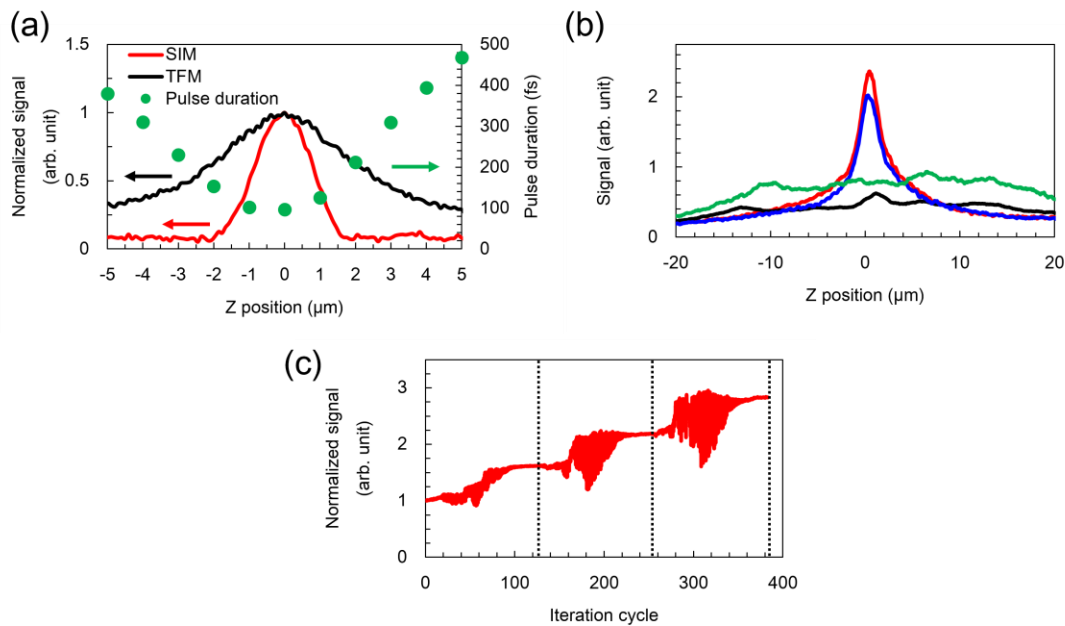 (a)
Normalized signal
(arb. unit)
1.5
1
0.5
0
SIM
TFM
Pulse duration
500
400
300
200
100
0
Pulse duration (fs)
-5 -4 -3 -2 -1 0 1 2 3 4 5
Z position (µm)
(b)
Signal (arb. unit)
2
1
0
-20 -10 0 10 20
Z position (µm)
(c)
Normalized signal
(arb. unit)
3
2
1
0
0 100 200 300 400
Iteration cycle